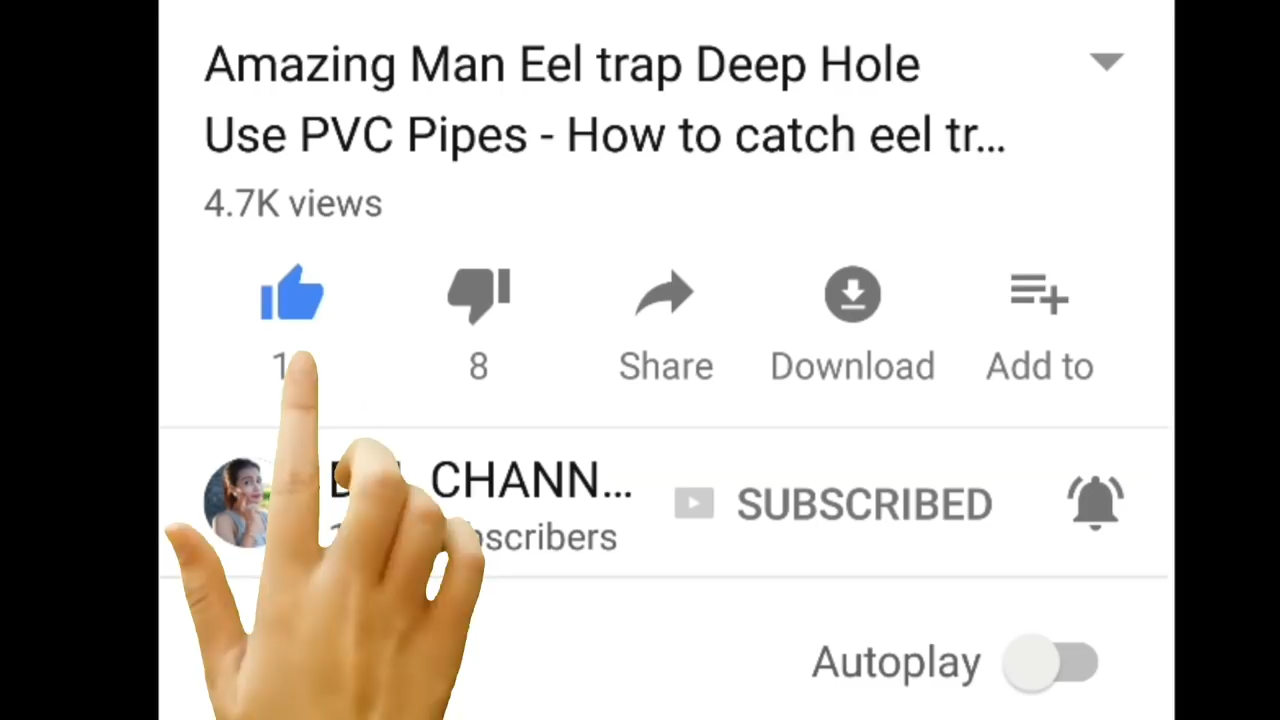 Amazing Man Eel trap Deep Hole
Use PVC Pipes - How to catch eel tr...
4.7K views
8
Share
Download
Add to
CHANN...
SUBSCRIBED
Autoplay